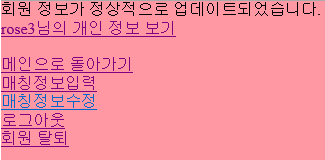 회원 정보가 정상적으로 업데이트되었습니다.
rose3님의 개인 정보 보기
메인으로 돌아가기
매칭정보입력
매칭정보수정
로그아웃
회원 탈퇴